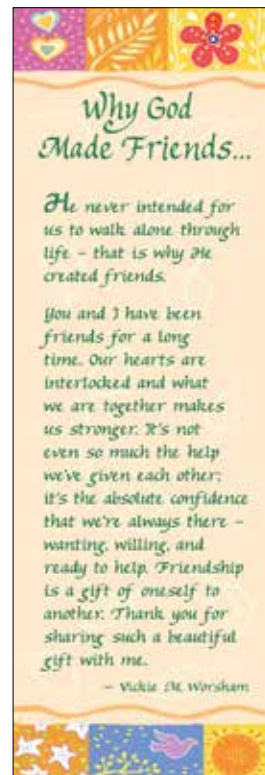 Why God
Made Friends...
He never intended for
us to walk alone through
life – that is why He
created friends.
You and I have been
friends for a long
time. Our hearts are
interlocked and what
we are together makes
us stronger. It's not
even so much the help
we've given each other;
it's the absolute confidence
that we're always there –
wanting, willing, and
ready to help. Friendship
is a gift of oneself to
another. Thank you for
sharing such a beautiful
gift with me.
– Vickie M. Worsham